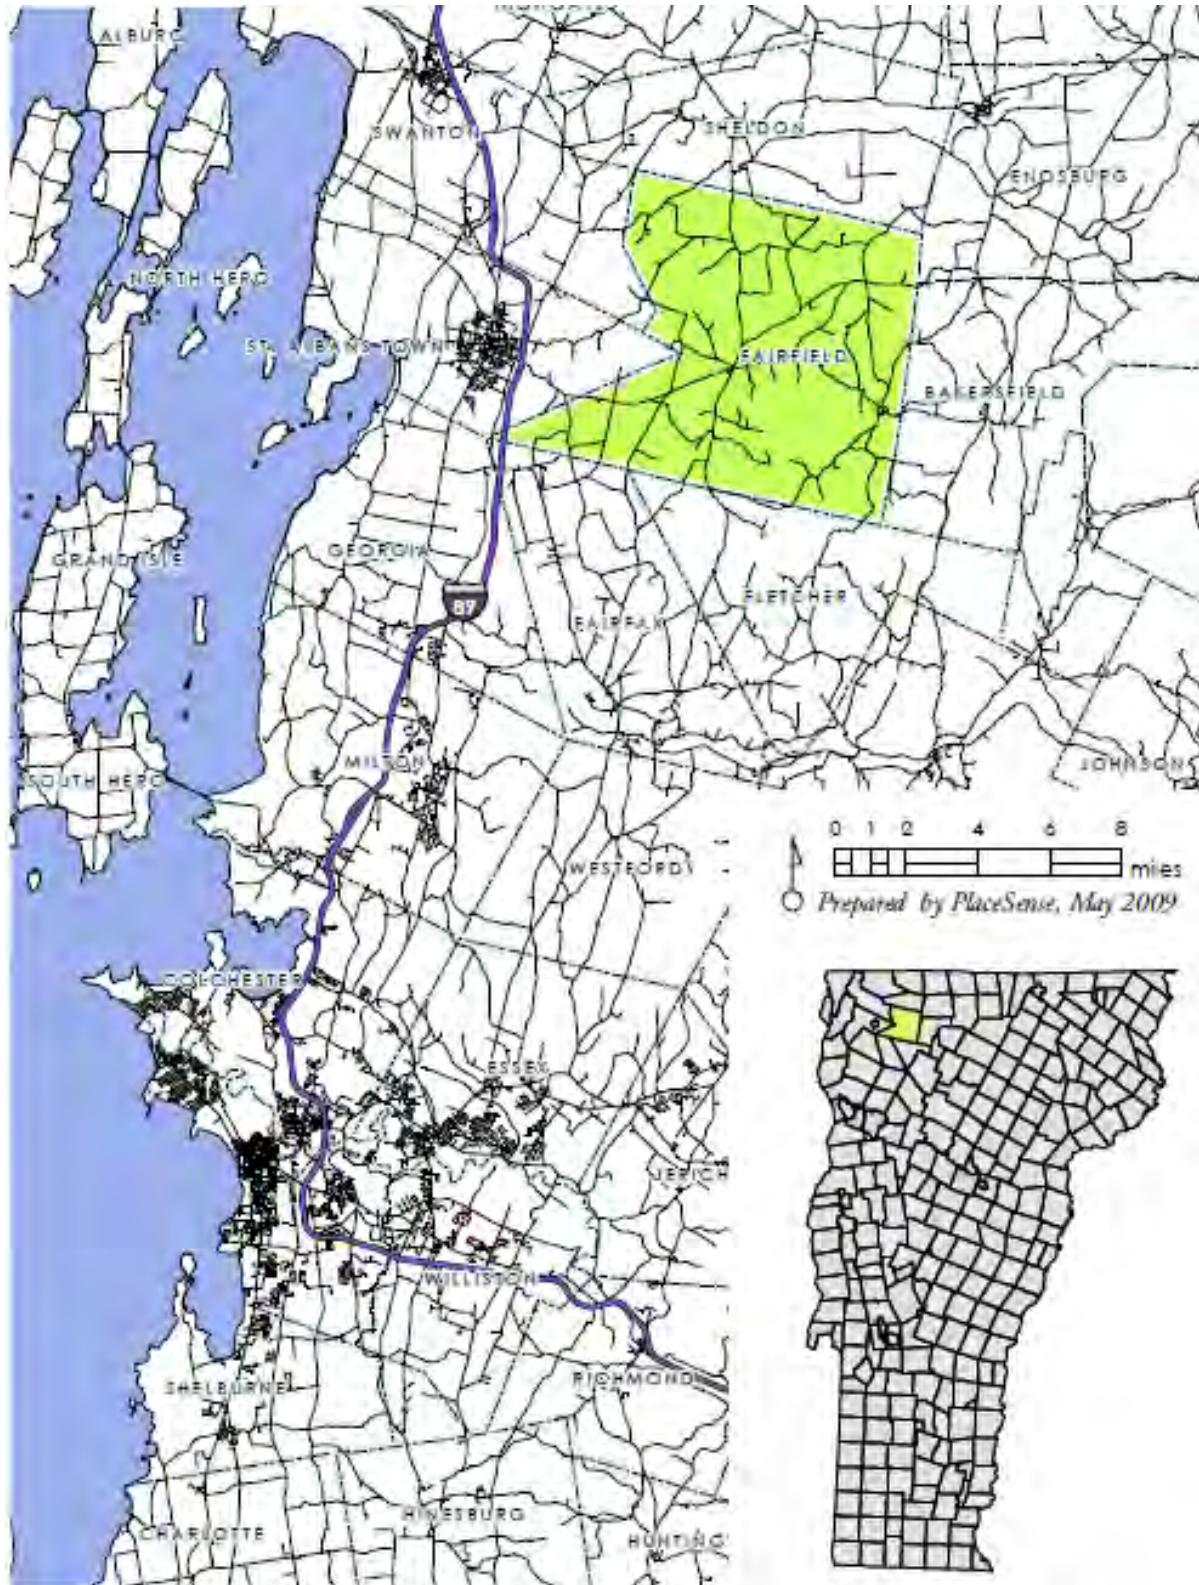 ALBURG
SWANTON
SHELDON
ENOSBURG
NORTH HERO
ST. ALBANS TOWN
FAIRFIELD
BAKERSFIELD
GRAND ISLE
GEORGIA
89
FAIRFAX
FLETCHER
MILTON
JOHNSON
SOUTH HERO
0 1 2 4 6 8
miles
WESTFORD
Prepared by PlaceSense, May 2009
COLCHESTER
ESSEX
JERICH
WILLISTON
SHELBURNE
RICHMOND
HINESBURG
CHARLOTTE
HUNTING